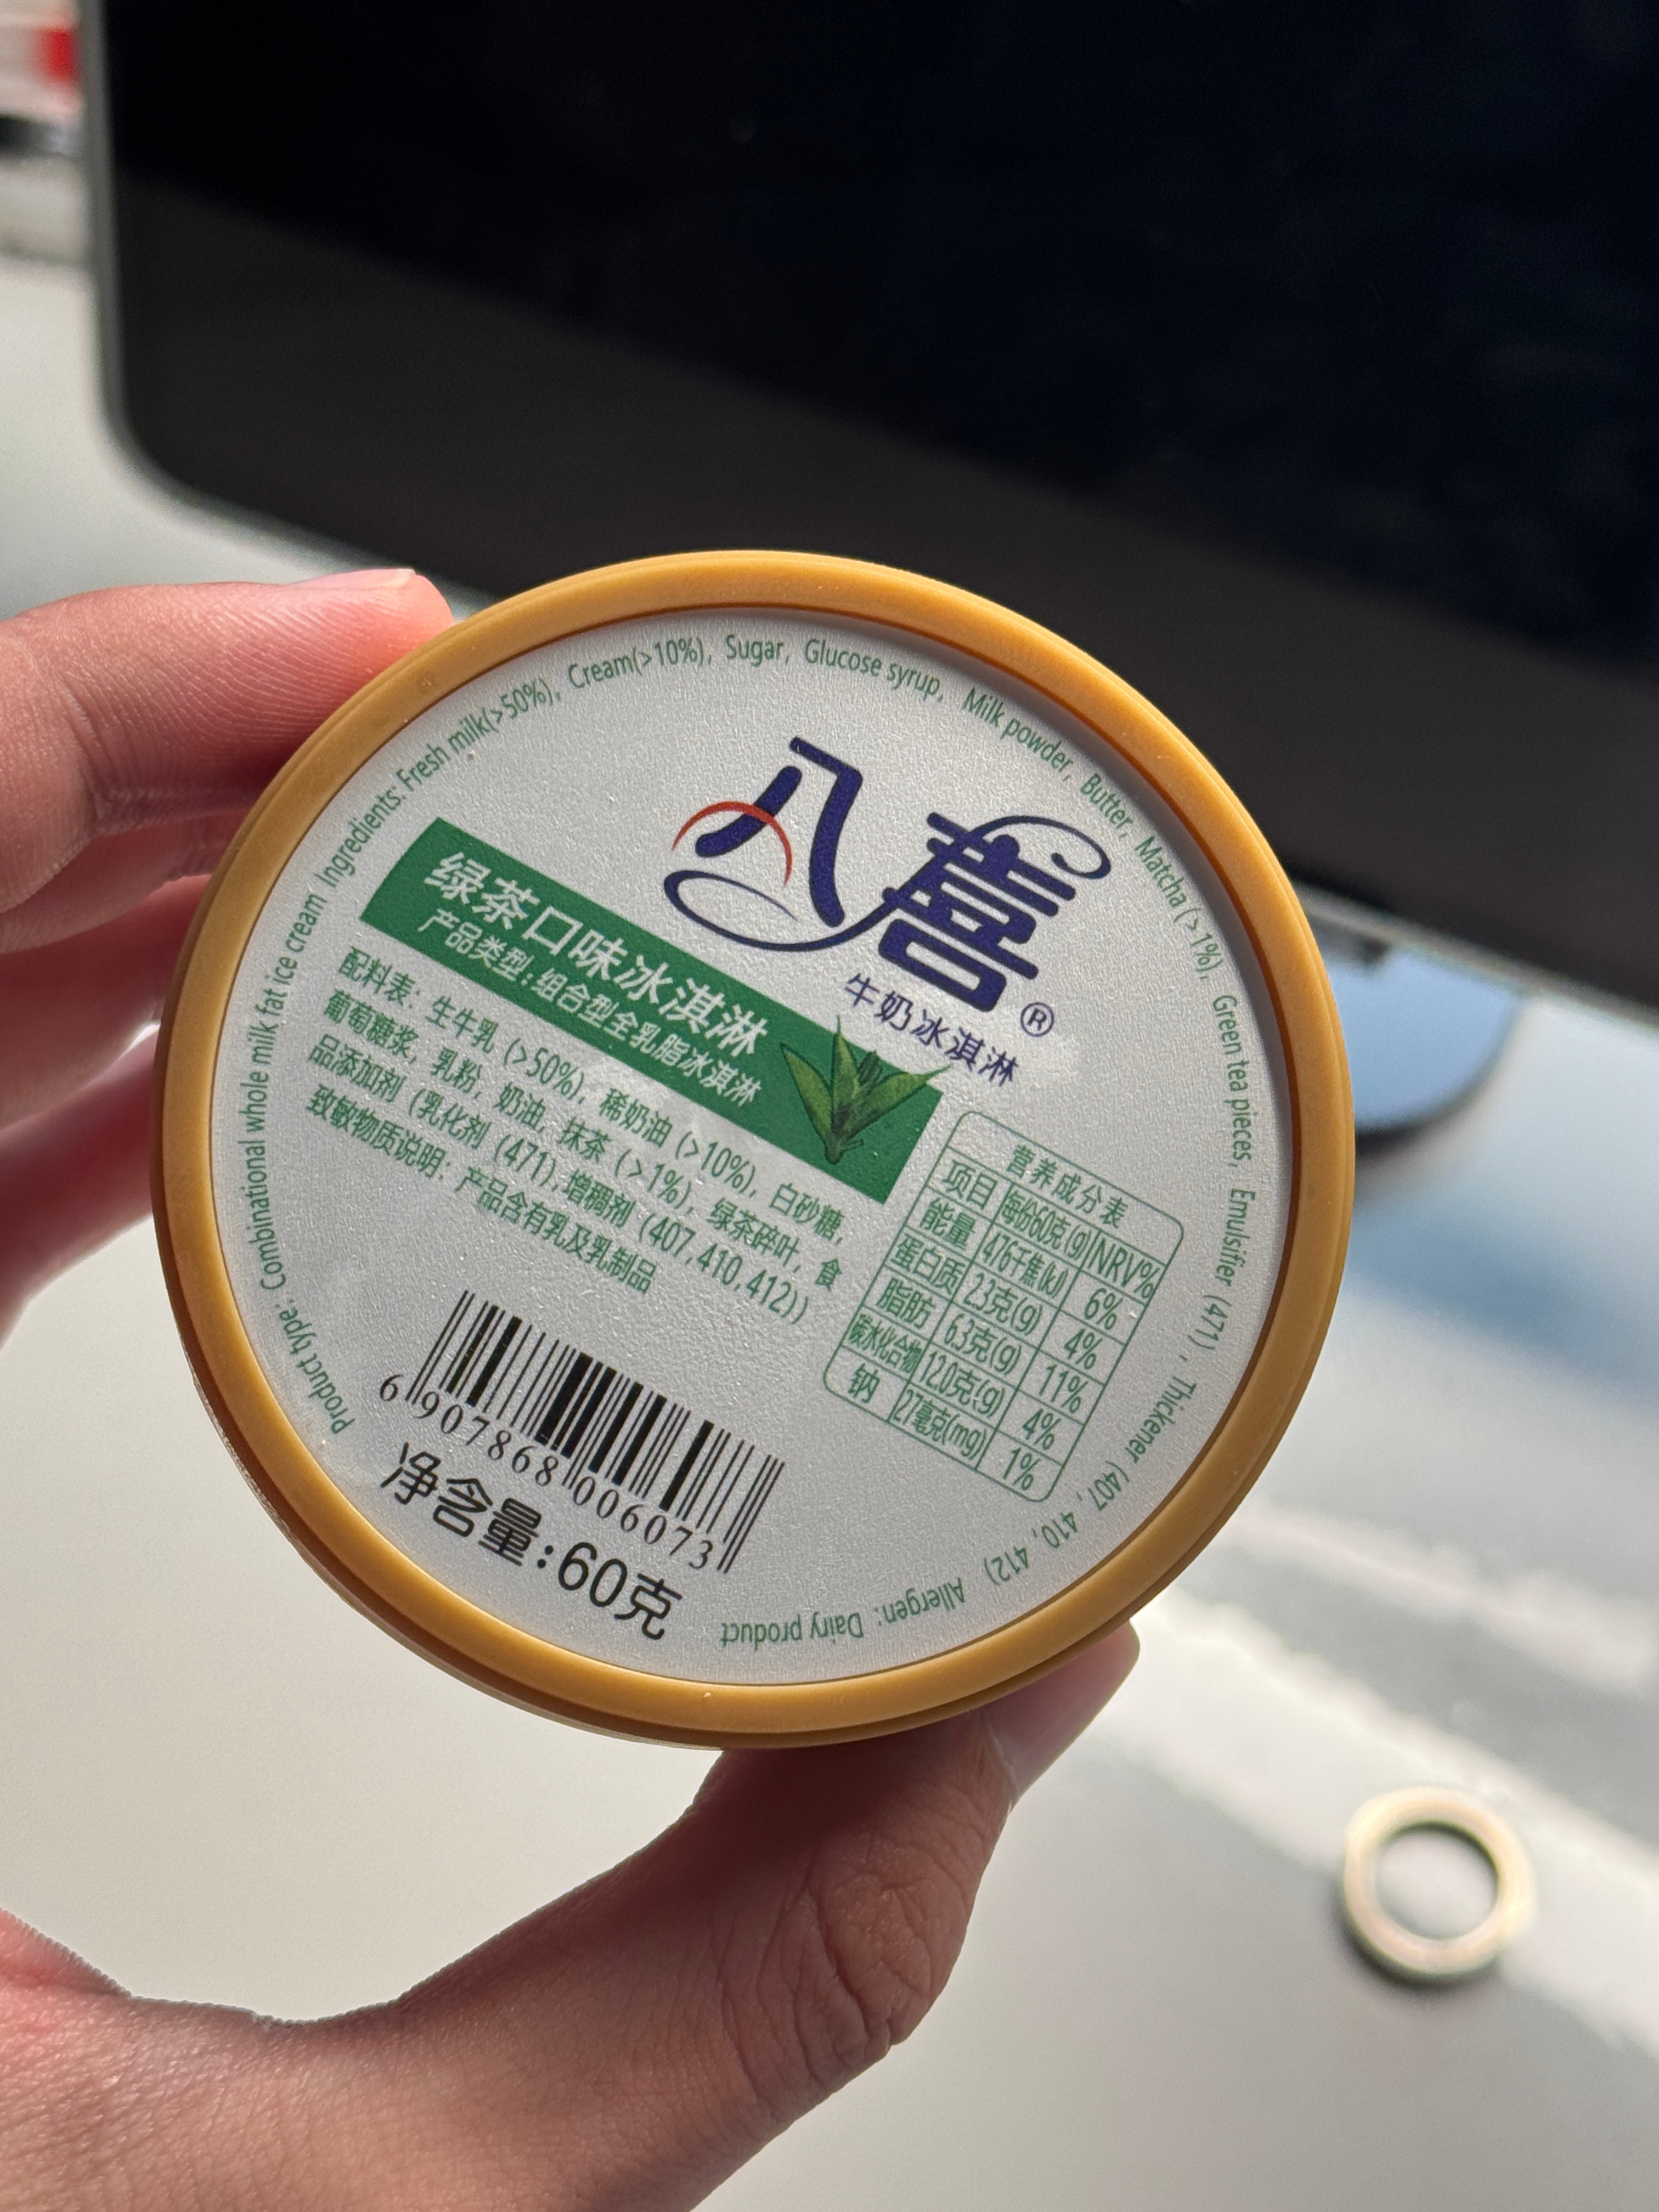 八喜®
牛奶冰淇淋
绿茶口味冰淇淋
产品类型:组合型全乳脂冰淇淋
配料表: 生牛乳 (>50%), 稀奶油 (>10%), 白砂糖,
葡萄糖浆, 乳粉, 奶油, 抹茶 (>1%), 绿茶碎叶, 食
品添加剂 (乳化剂 (471),增稠剂 (407,410,412))
致敏物质说明: 产品含有乳及乳制品
营养成分表
项目 每份60克(g) NRV%
能量 476千焦(kJ) 6%
蛋白质 2.3克(g) 4%
脂肪 6.3克(g) 11%
碳水化合物 12.0克(g) 4%
钠 27毫克(mg) 1%
6907868006073
净含量:60克
Product type: Combinational whole milk fat ice cream Ingredients: Fresh milk(>50%), Cream(>10%), Sugar, Glucose syrup, Milk powder, Butter, Matcha (>1%), Green tea pieces, Emulsifier (471), Thickener (407, 410, 412) Allergen: Dairy product